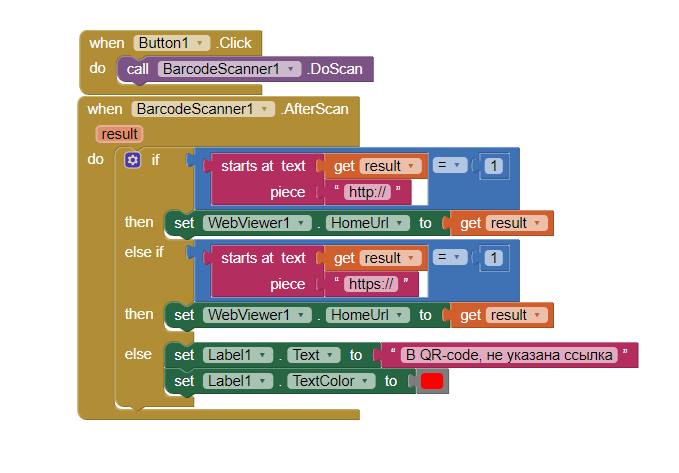 when Button1 .Click
do call BarcodeScanner1 .DoScan
when BarcodeScanner1 .AfterScan
result
do if starts at text get result = 1
piece “ http:// ”
then set WebViewer1 . HomeUrl to get result
else if starts at text get result = 1
piece “ https:// ”
then set WebViewer1 . HomeUrl to get result
else set Label1 . Text to “ В QR-code, не указана ссылка ”
set Label1 . TextColor to